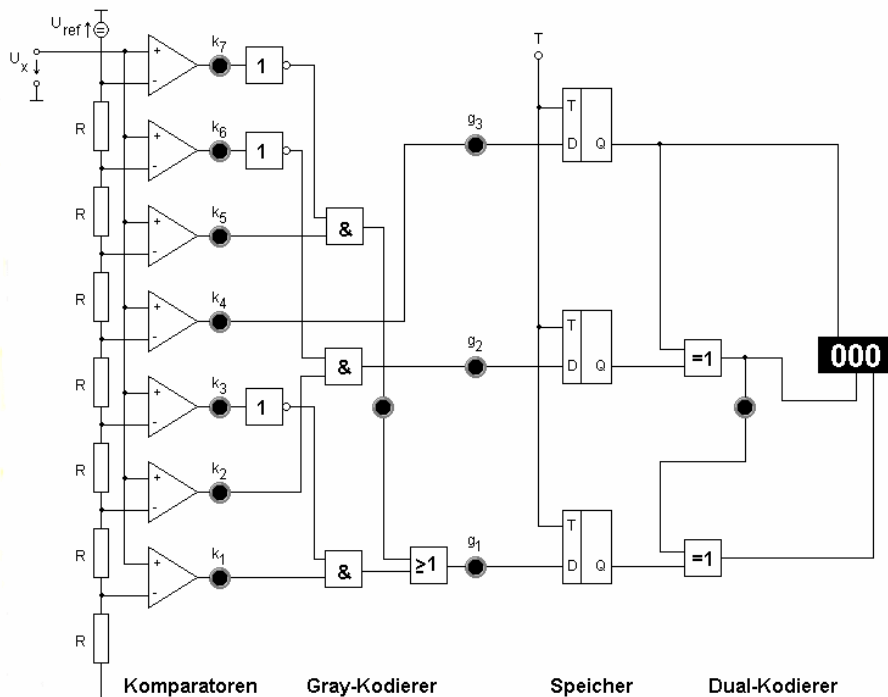 U_ref
U_x
k_7
+
-
1
T
R
T
g_3
D
Q
k_6
+
-
1
R
k_5
+
-
&
R
k_4
+
-
T
g_2
D
Q
=1
000
R
&
k_3
+
-
1
R
k_2
+
-
R
T
k_1
g_1
+
-
&
≥1
D
Q
=1
R
Komparatoren Gray-Kodierer Speicher Dual-Kodierer